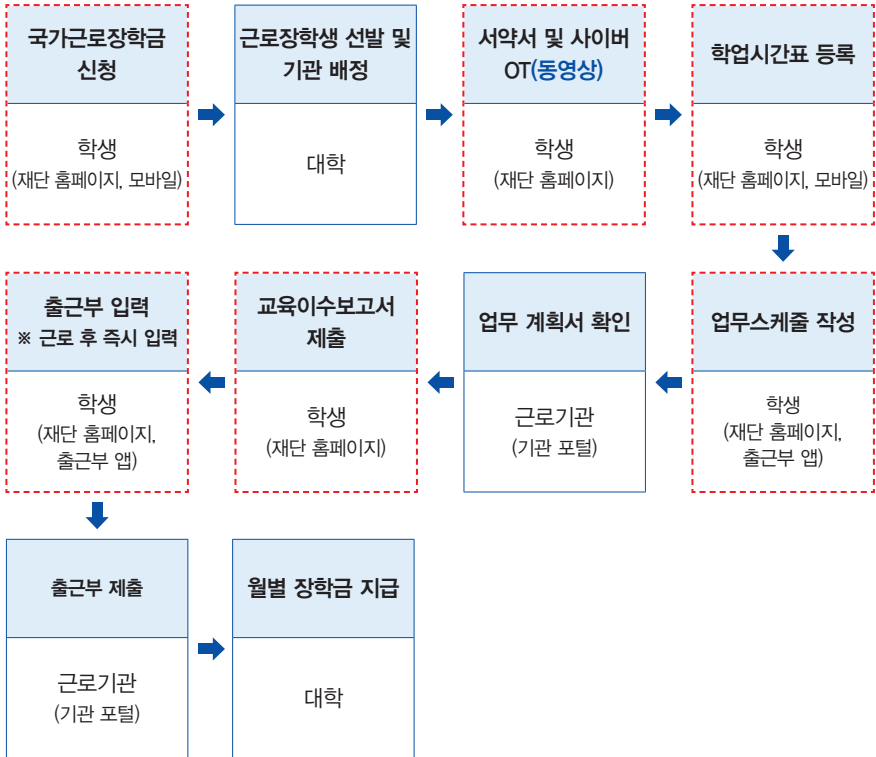 국가근로장학금
신청
학생
(재단 홈페이지, 모바일)
근로장학생 선발 및
기관 배정
대학
서약서 및 사이버
OT(동영상)
학생
(재단 홈페이지)
학업시간표 등록
학생
(재단 홈페이지, 모바일)
업무스케줄 작성
학생
(재단 홈페이지,
출근부 앱)
업무 계획서 확인
근로기관
(기관 포털)
교육이수보고서
제출
학생
(재단 홈페이지)
출근부 입력
※ 근로 후 즉시 입력
학생
(재단 홈페이지,
출근부 앱)
출근부 제출
근로기관
(기관 포털)
월별 장학금 지급
대학